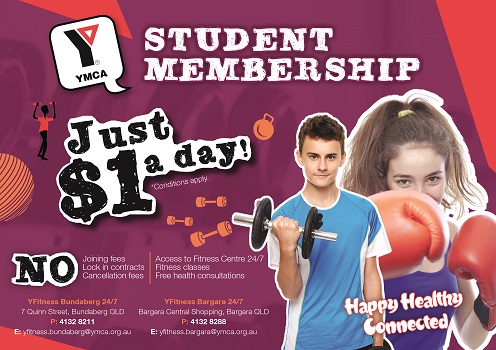 YMCA
STUDENT
MEMBERSHIP
Just
$1 a day!
*Conditions apply.
NO
Joining fees
Lock in contracts
Cancellation fees
Access to Fitness Centre 24/7
Fitness classes
Free health consultations
YFitness Bundaberg 24/7
7 Quinn Street, Bundaberg QLD
P: 4132 8211
E: yfitness.bundaberg@ymca.org.au
YFitness Bargara 24/7
Bargara Central Shopping, Bargara QLD
P: 4132 8288
E: yfitness.bargara@ymca.org.au
Happy Healthy
Connected